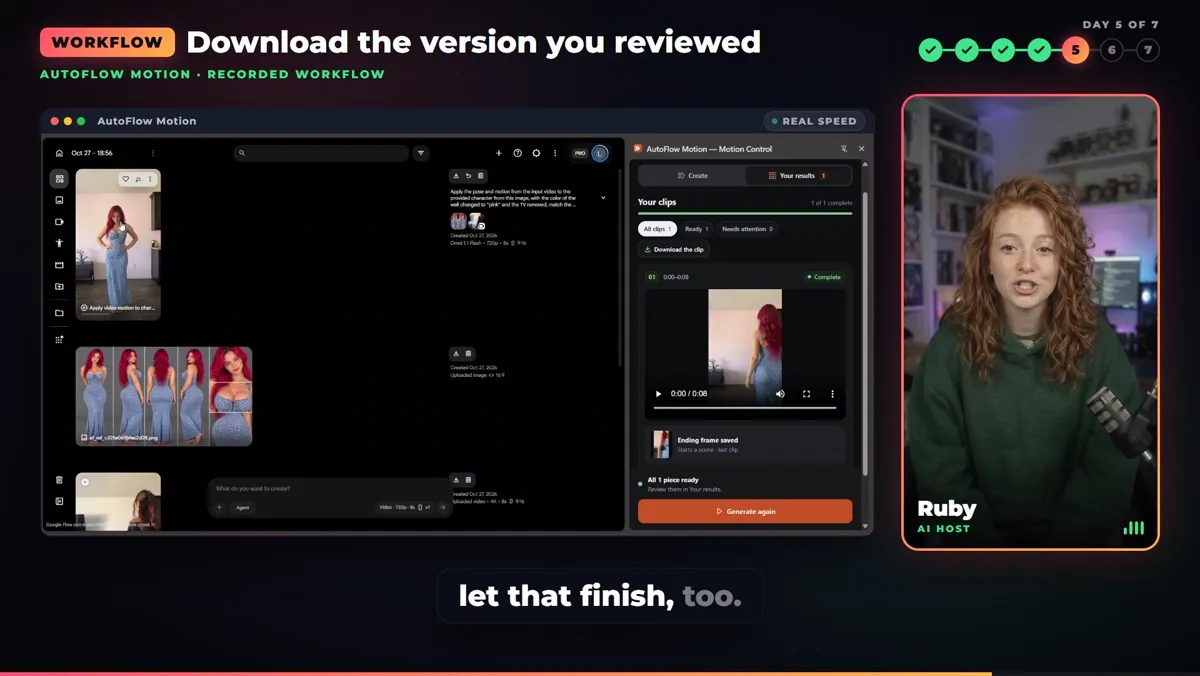 WORKFLOW
Download the version you reviewed
DAY 5 OF 7
5
6
7
AUTOFLOW MOTION · RECORDED WORKFLOW
AutoFlow Motion
REAL SPEED
Oct 27 - 18:56
PRO
L
Apply video motion to char...
Apply the pose and motion from the input video to the
provided character from this image, with the color of the
wall changed to "pink" and the TV removed, match the ...
Created Oct 27, 2026
Omni 1.1 Flash • 720p • 8s 9:16
Created Oct 27, 2026
Uploaded image 16:9
Created Oct 27, 2026
Uploaded video • 4K • 8s 9:16
What do you want to create?
Agent
Video · 720p · 8s x1
AutoFlow Motion — Motion Control
Create
Your results 1
Your clips
1 of 1 complete
All clips 1
Ready 1
Needs attention 0
Download the clip
01
0:00–0:08
Complete
0:00 / 0:08
Ending frame saved
Starts a scene · last clip
All 1 piece ready
Review them in Your results.
Generate again
Ruby
AI HOST
let that finish, too.